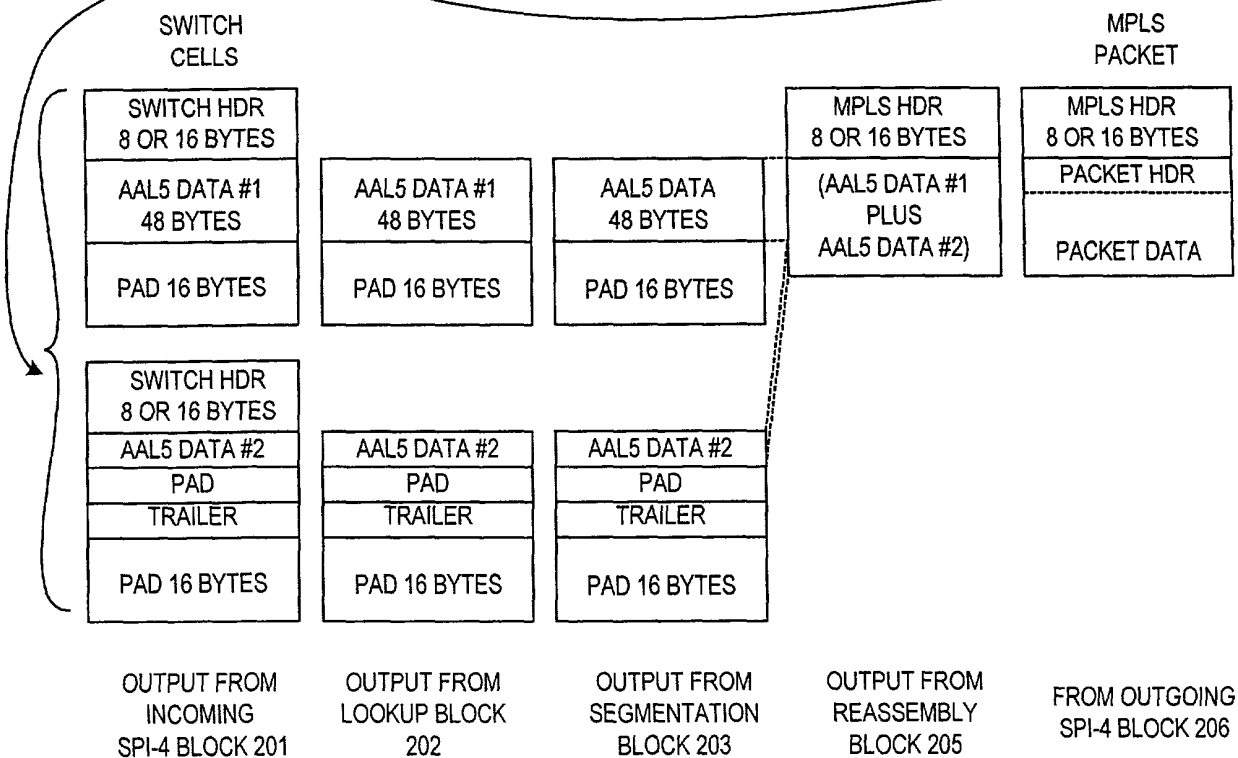 SWITCH
CELLS
MPLS
PACKET
SWITCH HDR
8 OR 16 BYTES
AAL5 DATA #1
48 BYTES
PAD 16 BYTES
SWITCH HDR
8 OR 16 BYTES
AAL5 DATA #2
PAD
TRAILER
PAD 16 BYTES
OUTPUT FROM
INCOMING
SPI-4 BLOCK 201
AAL5 DATA #1
48 BYTES
PAD 16 BYTES
AAL5 DATA #2
PAD
TRAILER
PAD 16 BYTES
OUTPUT FROM
LOOKUP BLOCK
202
AAL5 DATA
48 BYTES
PAD 16 BYTES
AAL5 DATA #2
PAD
TRAILER
PAD 16 BYTES
OUTPUT FROM
SEGMENTATION
BLOCK 203
MPLS HDR
8 OR 16 BYTES
(AAL5 DATA #1
PLUS
AAL5 DATA #2)
OUTPUT FROM
REASSEMBLY
BLOCK 205
MPLS HDR
8 OR 16 BYTES
PACKET HDR
PACKET DATA
FROM OUTGOING
SPI-4 BLOCK 206